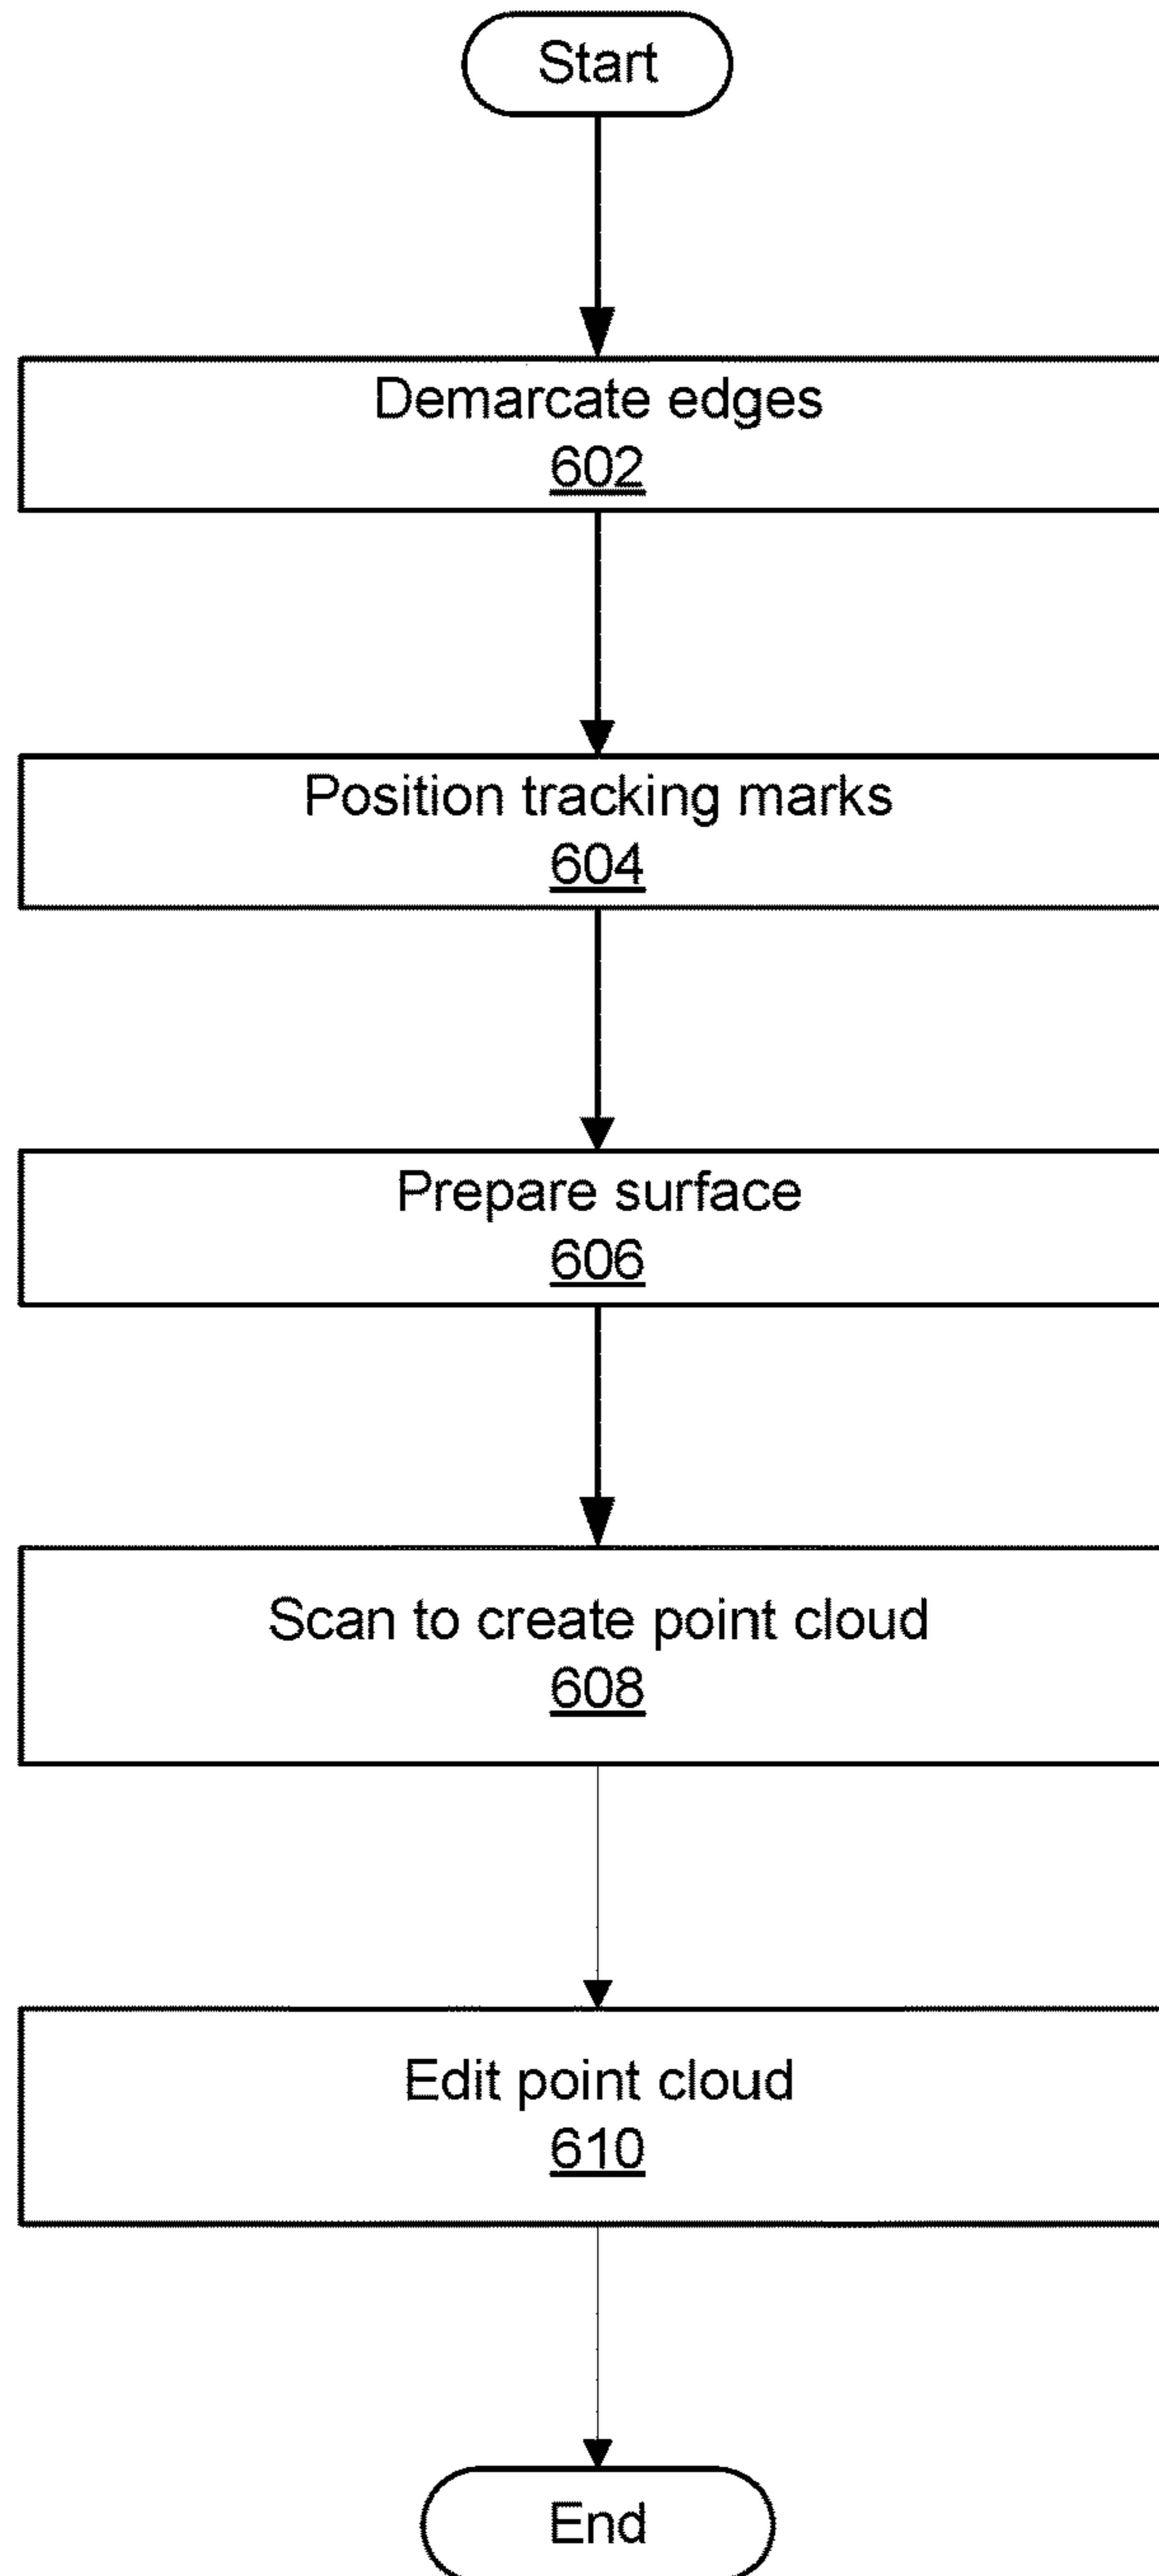 Start
Demarcate edges
602
Position tracking marks
604
Prepare surface
606
Scan to create point cloud
608
Edit point cloud
610
End